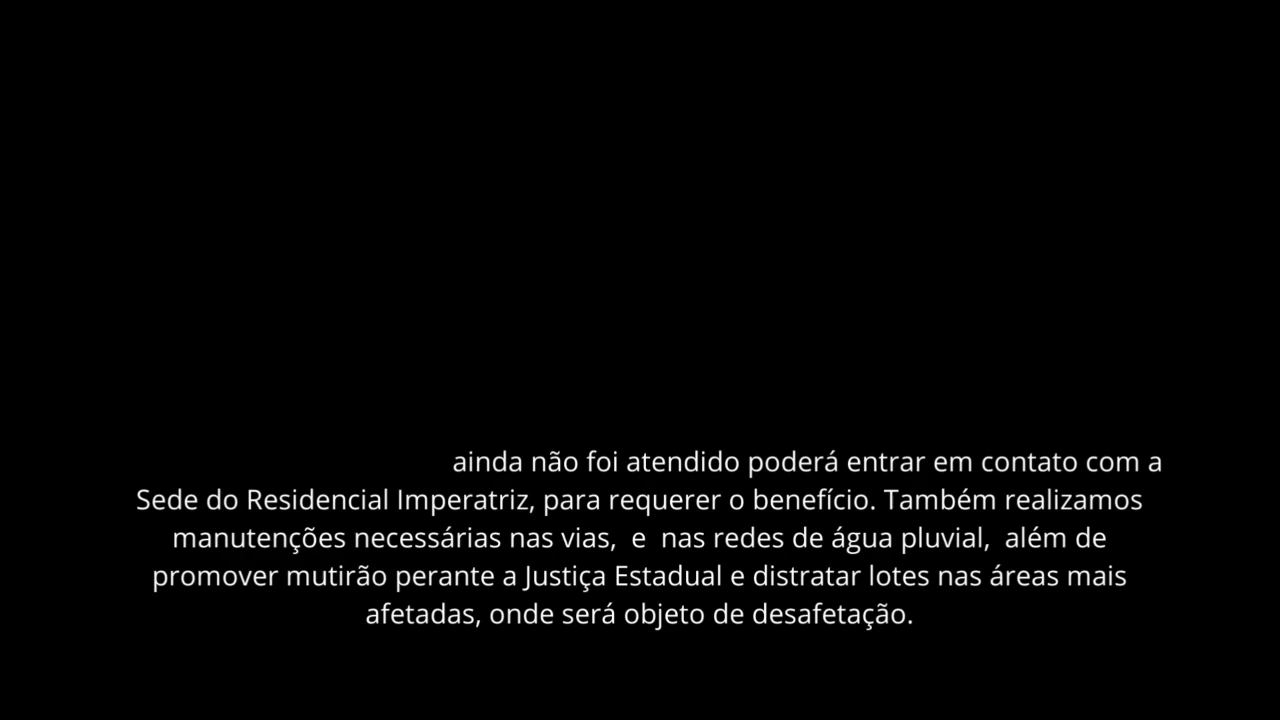 ainda não foi atendido poderá entrar em contato com a
Sede do Residencial Imperatriz, para requerer o benefício. Também realizamos
manutenções necessárias nas vias,  e  nas redes de água pluvial,  além de
promover mutirão perante a Justiça Estadual e distratar lotes nas áreas mais
afetadas, onde será objeto de desafetação.